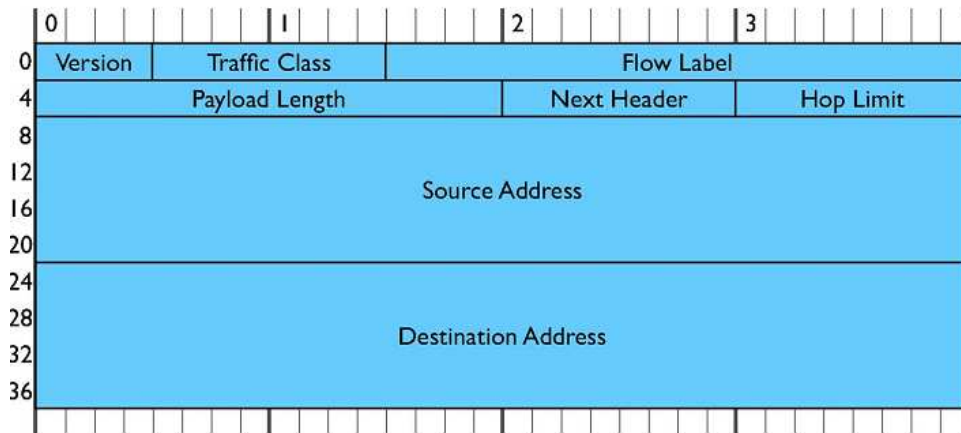 0 1 2 3
0 Version Traffic Class Flow Label
4 Payload Length Next Header Hop Limit
8
12
Source Address
16
20
24
28
Destination Address
32
36